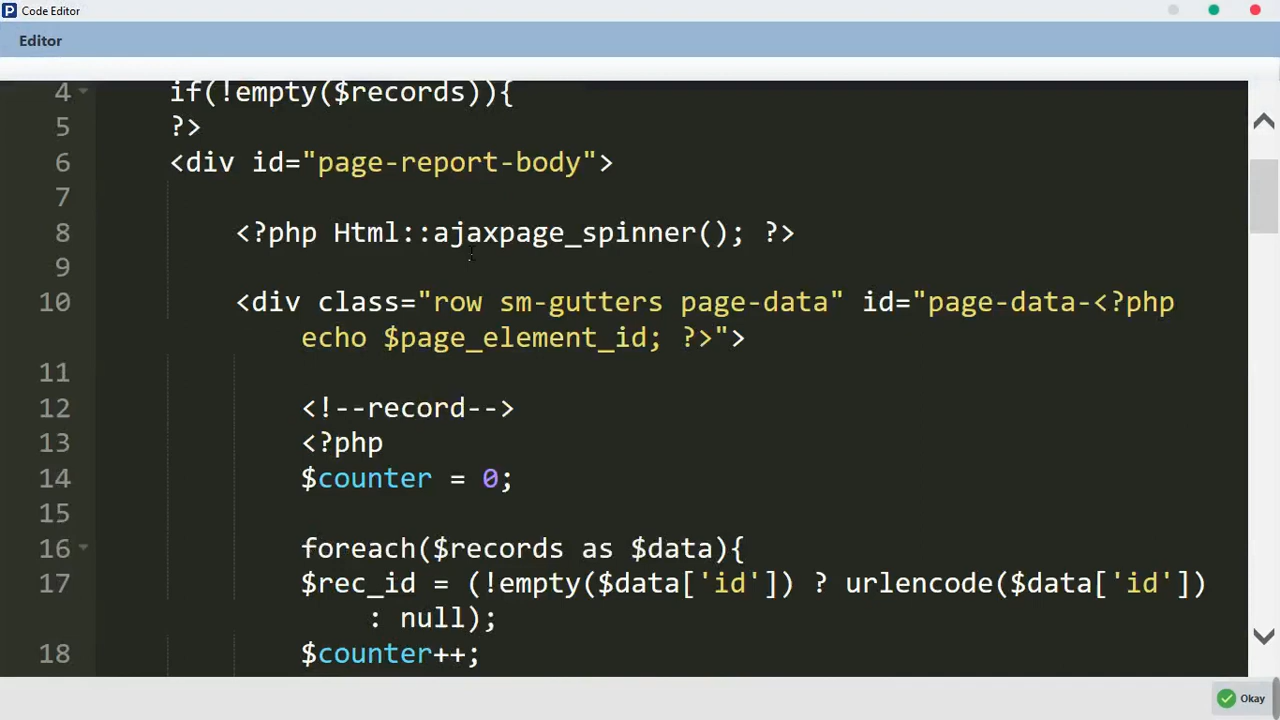 Code Editor
Editor
4 if(!empty($records)){
5 ?>
6 <div id="page-report-body">
7
8 <?php Html::ajaxpage_spinner(); ?>
9
10 <div class="row sm-gutters page-data" id="page-data-<?php
echo $page_element_id; ?>">
11
12 <!--record-->
13 <?php
14 $counter = 0;
15
16 foreach($records as $data){
17 $rec_id = (!empty($data['id']) ? urlencode($data['id'])
: null);
18 $counter++;
Okay